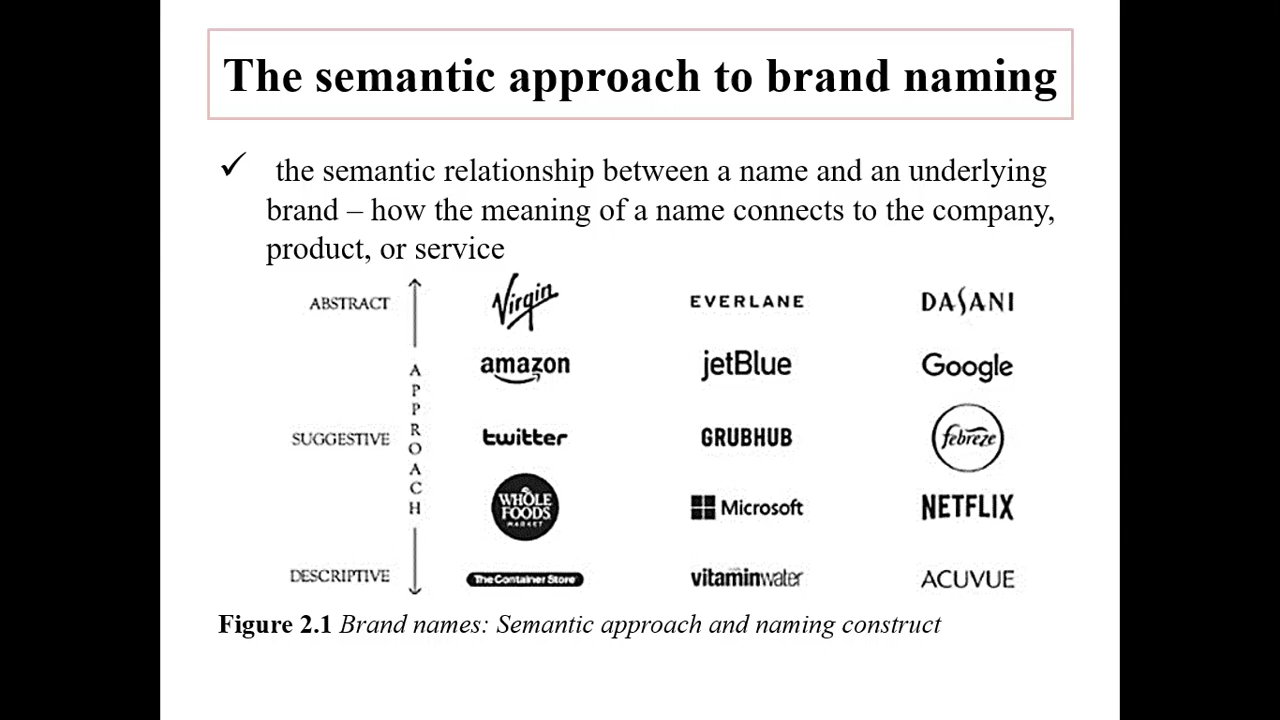 The semantic approach to brand naming
✓ the semantic relationship between a name and an underlying
brand – how the meaning of a name connects to the company,
product, or service
ABSTRACT
Virgin
EVERLANE
DASANI
APPROACH
amazon
jetBlue
Google
SUGGESTIVE
twitter
GRUBHUB
febreze
WHOLE
FOODS
MARKET
Microsoft
NETFLIX
DESCRIPTIVE
The Container Store
vitaminwater
ACUVUE
Figure 2.1 Brand names: Semantic approach and naming construct